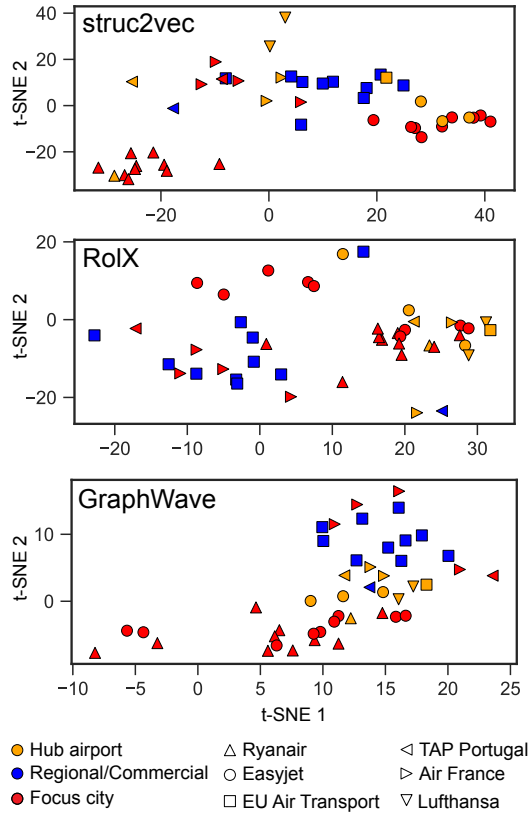 struc2vec
t-SNE 2
40
20
0
−20
−20
0
20
40
RolX
t-SNE 2
20
0
−20
−20
−10
0
10
20
30
GraphWave
t-SNE 2
10
0
−10
−5
0
5
10
15
20
25
t-SNE 1
Hub airport
Regional/Commercial
Focus city
Ryanair
Easyjet
EU Air Transport
TAP Portugal
Air France
Lufthansa